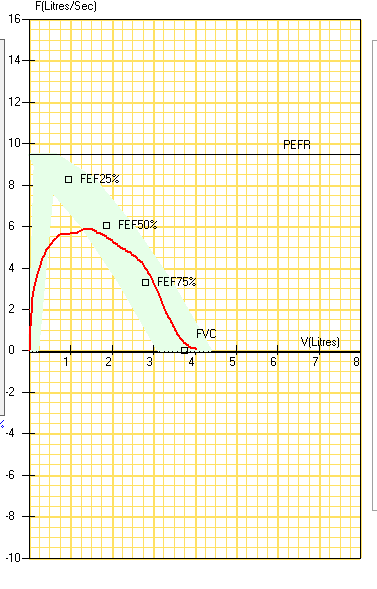 F(Litres/Sec)
16
14
12
10
PEFR
8
FEF25%
6
FEF50%
4
FEF75%
2
FVC
V(Litres)
0
1 2 3 4 5 6 7 8
-2
-4
%
-6
-8
-10